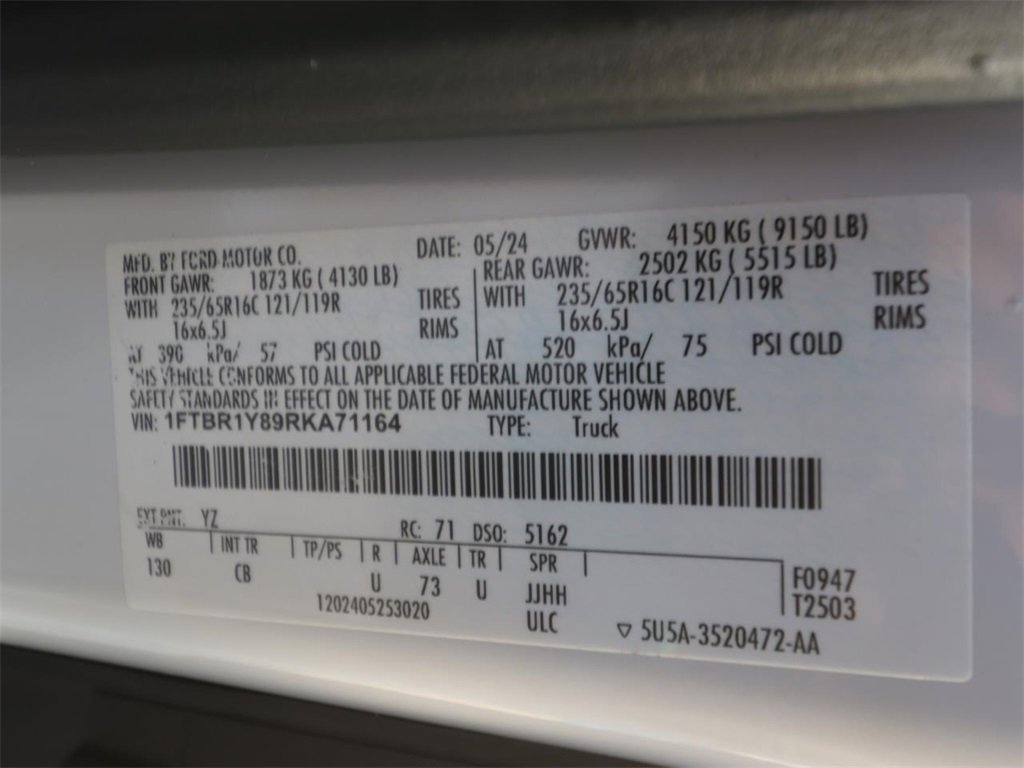 MFD. BY FORD MOTOR CO. DATE: 05/24 GVWR: 4150 KG ( 9150 LB)
FRONT GAWR: 1873 KG ( 4130 LB) REAR GAWR: 2502 KG ( 5515 LB)
WITH 235/65R16C 121/119R TIRES WITH 235/65R16C 121/119R TIRES
16x6.5J RIMS 16x6.5J RIMS
AT 390 kPa/ 57 PSI COLD AT 520 kPa/ 75 PSI COLD
THIS VEHICLE CONFORMS TO ALL APPLICABLE FEDERAL MOTOR VEHICLE
SAFETY STANDARDS IN EFFECT ON THE DATE OF MANUFACTURE SHOWN ABOVE.
VIN: 1FTBR1Y89RKA71164 TYPE: Truck
EXT PNT: YZ RC: 71 DSO: 5162
WB INT TR TP/PS R AXLE TR SPR
130 CB U 73 U JJHH F0947
1202405253020 ULC T2503
▽ 5U5A-3520472-AA